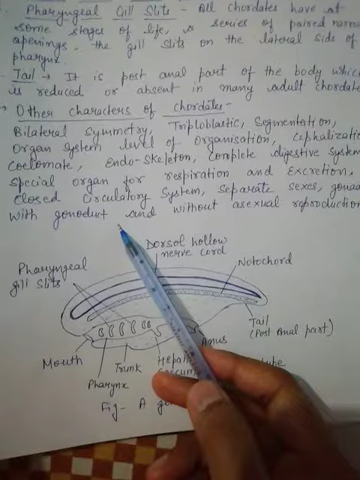 Pharyngeal Gill Slits - All chordates have at
some stages of life, a series of paired narrow
openings, the gill slits on the lateral side of
pharynx.
Tail → It is post anal part of the body which
is reduced or absent in many adult chordate
Other characters of chordates-
Bilateral Symmetry, Triploblastic, Segmentation,
Organ system level of Organisation, Cephalization
Coelomate, Endo-skeleton, Complete digestive system
special organ for respiration and Excretion,
closed Circulatory System, separate sexes, gonads
with gonoduct and without asexual reproduction
Dorsal hollow
nerve cord
Pharyngeal
gill slits
Notochord
Tail
(Post Anal part)
Anus
Mouth
Trunk
Pharynx
Fig- A